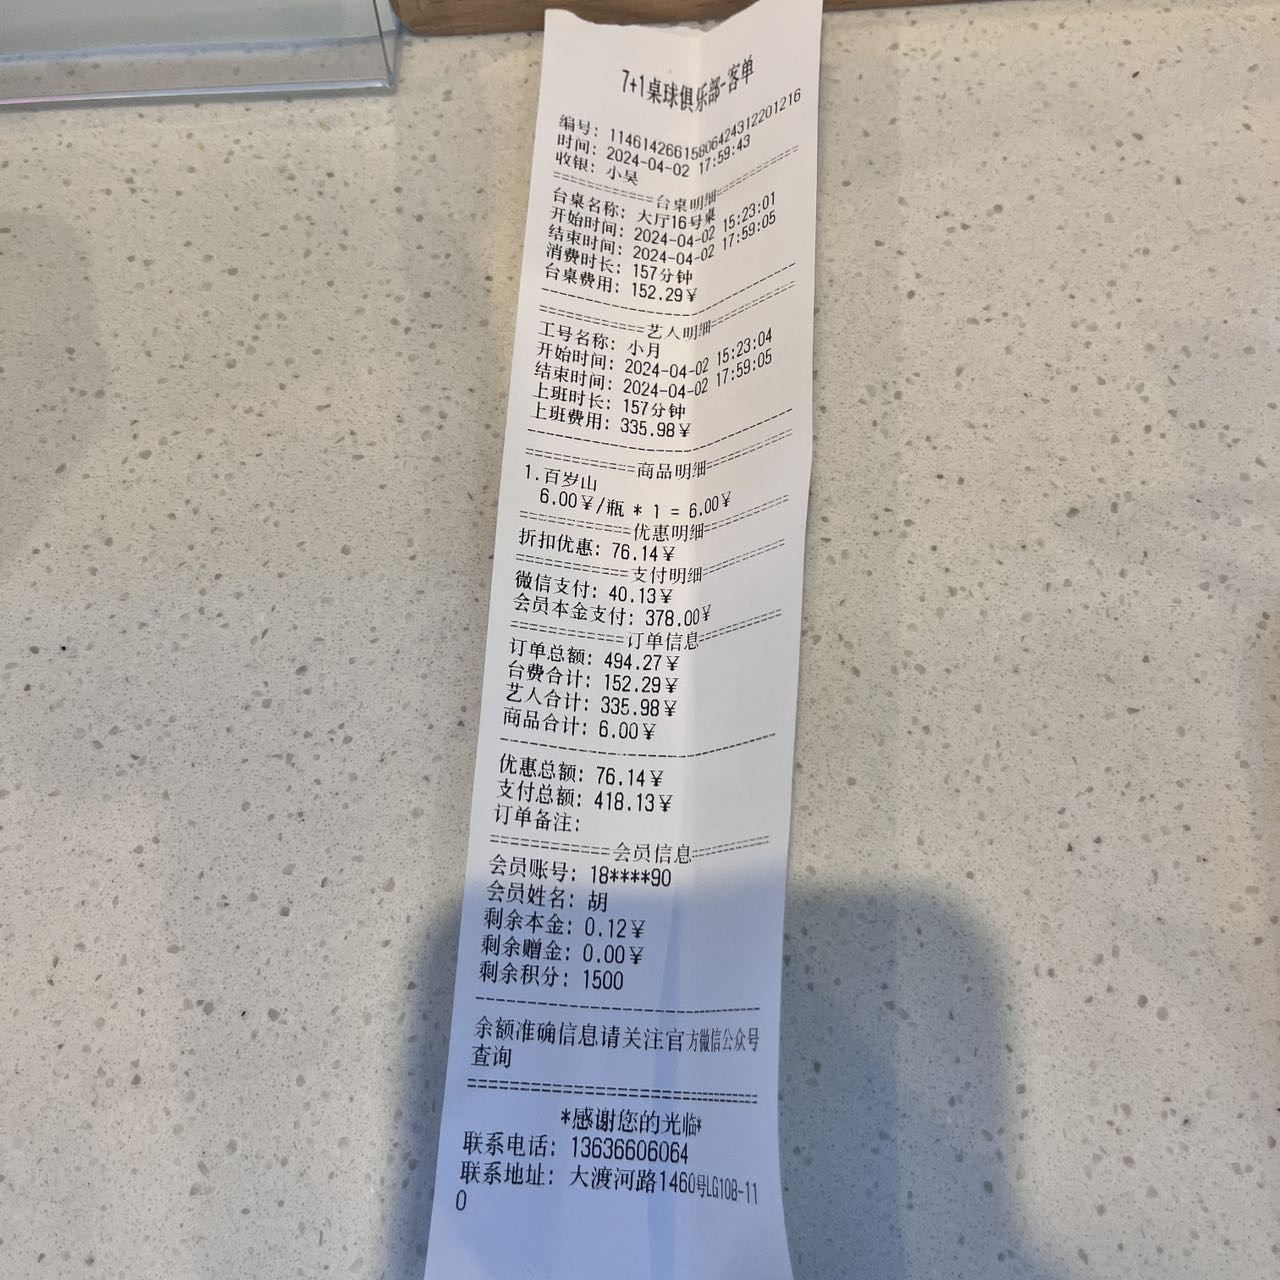 7+1桌球俱乐部-客单
编号: 11461426615806424312201216
时间: 2024-04-02 17:59:43
收银: 小昊
============台桌明细============
台桌名称: 大厅16号桌
开始时间: 2024-04-02 15:23:01
结束时间: 2024-04-02 17:59:05
消费时长: 157分钟
台桌费用: 152.29¥
--------------------------------
============艺人明细============
工号名称: 小月
开始时间: 2024-04-02 15:23:04
结束时间: 2024-04-02 17:59:05
上班时长: 157分钟
上班费用: 335.98¥
--------------------------------
============商品明细============
1.百岁山
6.00¥/瓶 * 1 = 6.00¥
============优惠明细============
折扣优惠: 76.14¥
============支付明细============
微信支付: 40.13¥
会员本金支付: 378.00¥
============订单信息============
订单总额: 494.27¥
台费合计: 152.29¥
艺人合计: 335.98¥
商品合计: 6.00¥
--------------------------------
优惠总额: 76.14¥
支付总额: 418.13¥
订单备注:
============会员信息============
会员账号: 18****90
会员姓名: 胡
剩余本金: 0.12¥
剩余赠金: 0.00¥
剩余积分: 1500
--------------------------------
余额准确信息请关注官方微信公众号
查询
================================
*感谢您的光临*
联系电话: 13636606064
联系地址: 大渡河路1460号LG108-11
0